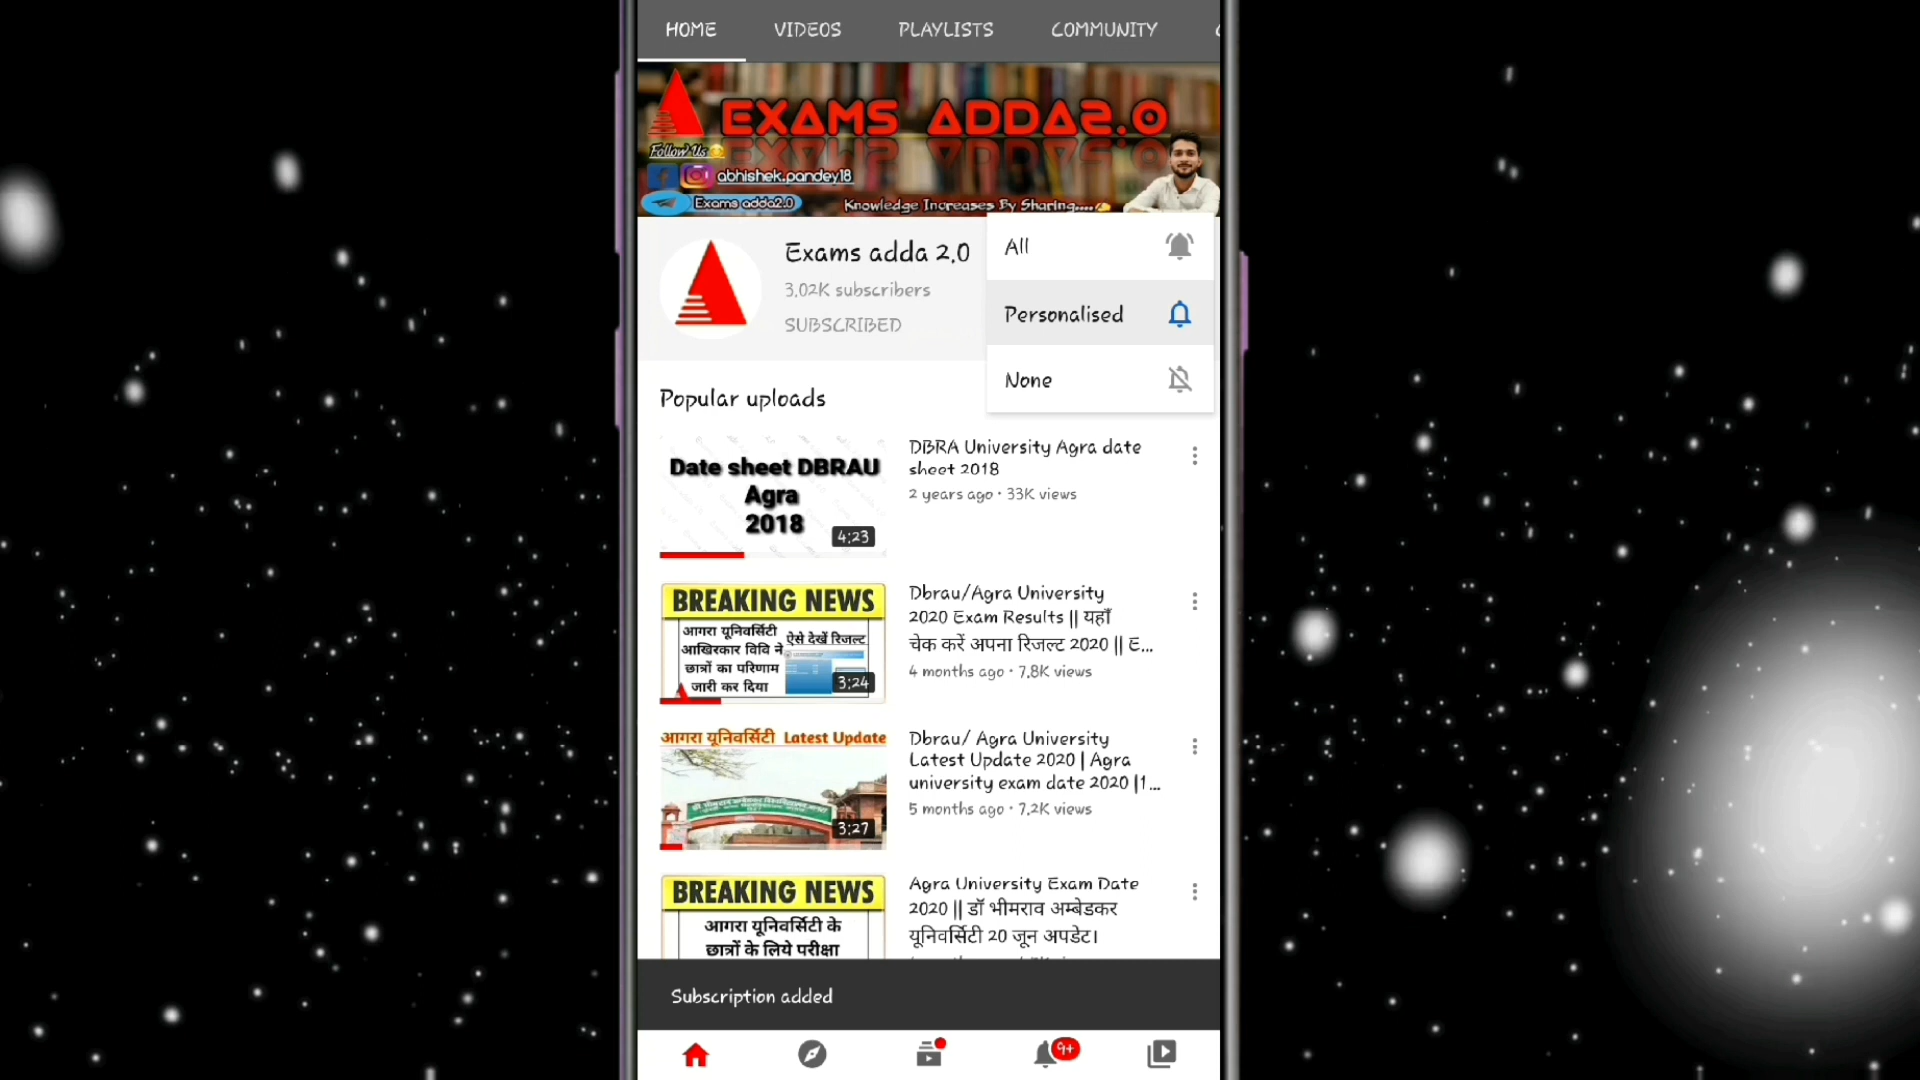 HOME VIDEOS PLAYLISTS COMMUNITY
EXAMS ADDA2.0
Follow Us
abhishek.pandey18
Exams adda2.0
Knowledge Increases By Sharing....
Exams adda 2.0
3.02K subscribers
SUBSCRIBED
All
Personalised
None
Popular uploads
Date sheet DBRAU
Agra
2018
4:23
DBRA University Agra date
sheet 2018
2 years ago · 33K views
BREAKING NEWS
आगरा यूनिवर्सिटी
आखिरकार विवि ने
छात्रों का परिणाम
जारी कर दिया
ऐसे देखें रिजल्ट
3:24
Dbrau/Agra University
2020 Exam Results || यहाँ
चेक करें अपना रिजल्ट 2020 || E...
4 months ago · 7.8K views
आगरा यूनिवर्सिटी Latest Update
3:27
Dbrau/ Agra University
Latest Update 2020 | Agra
university exam date 2020 |1...
5 months ago · 7.2K views
BREAKING NEWS
आगरा यूनिवर्सिटी के
छात्रों के लिये परीक्षा
Agra University Exam Date
2020 || डॉ भीमराव अम्बेडकर
यूनिवर्सिटी 20 जून अपडेट।
Subscription added
9+